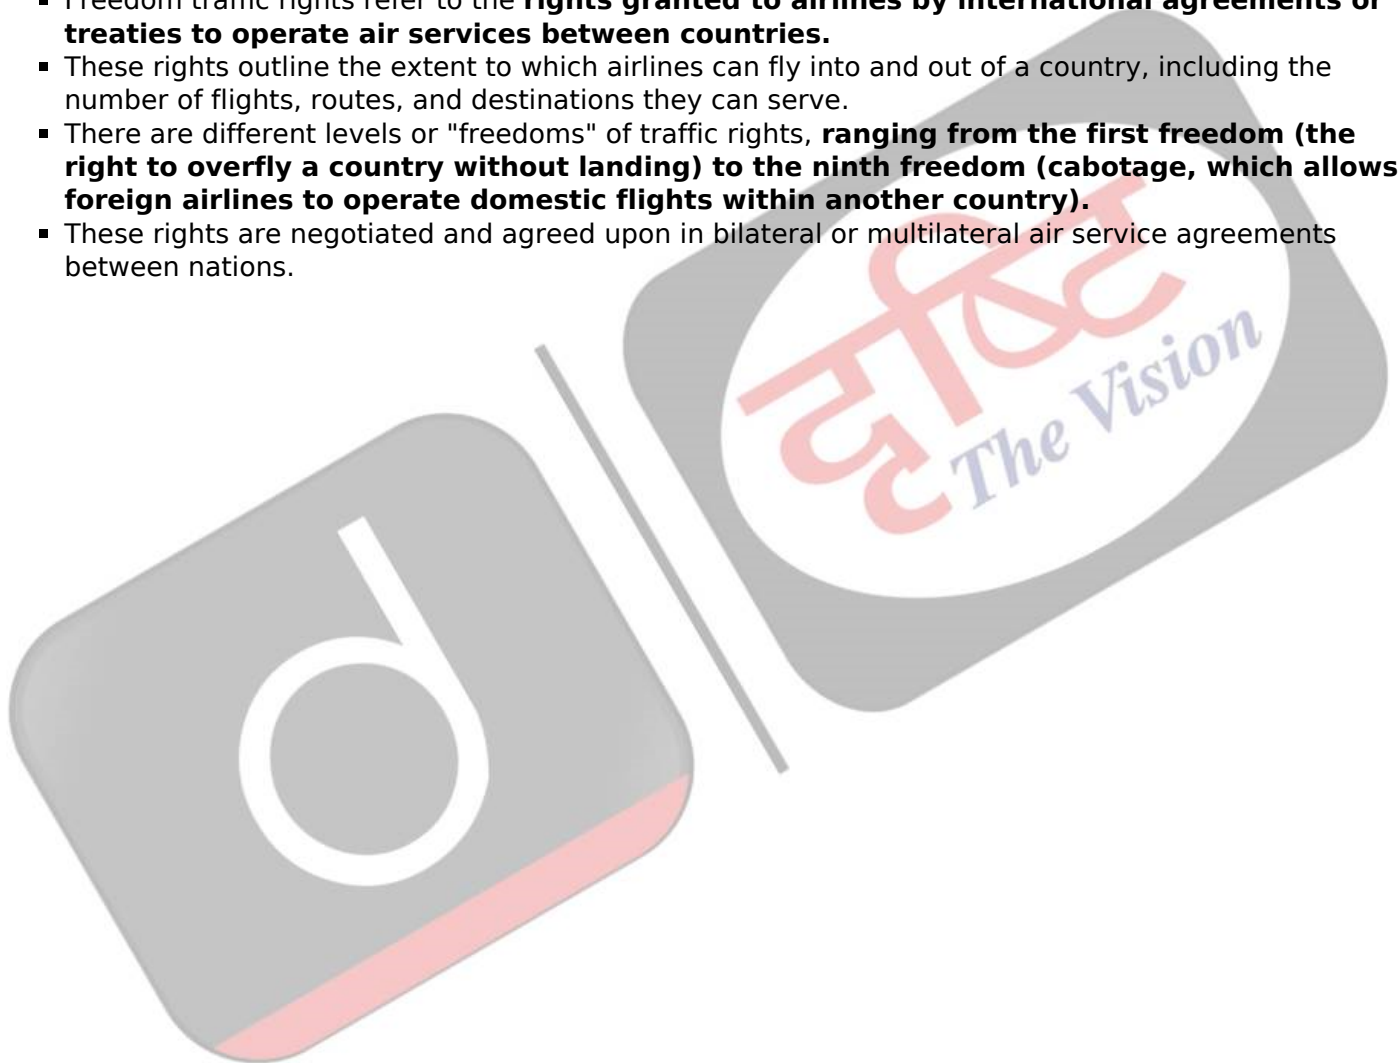 ▪ Freedom traffic rights refer to the rights granted to airlines by international agreements or
treaties to operate air services between countries.
▪ These rights outline the extent to which airlines can fly into and out of a country, including the
number of flights, routes, and destinations they can serve.
▪ There are different levels or "freedoms" of traffic rights, ranging from the first freedom (the
right to overfly a country without landing) to the ninth freedom (cabotage, which allows
foreign airlines to operate domestic flights within another country).
▪ These rights are negotiated and agreed upon in bilateral or multilateral air service agreements
between nations.
दृष्टि
The Vision
d